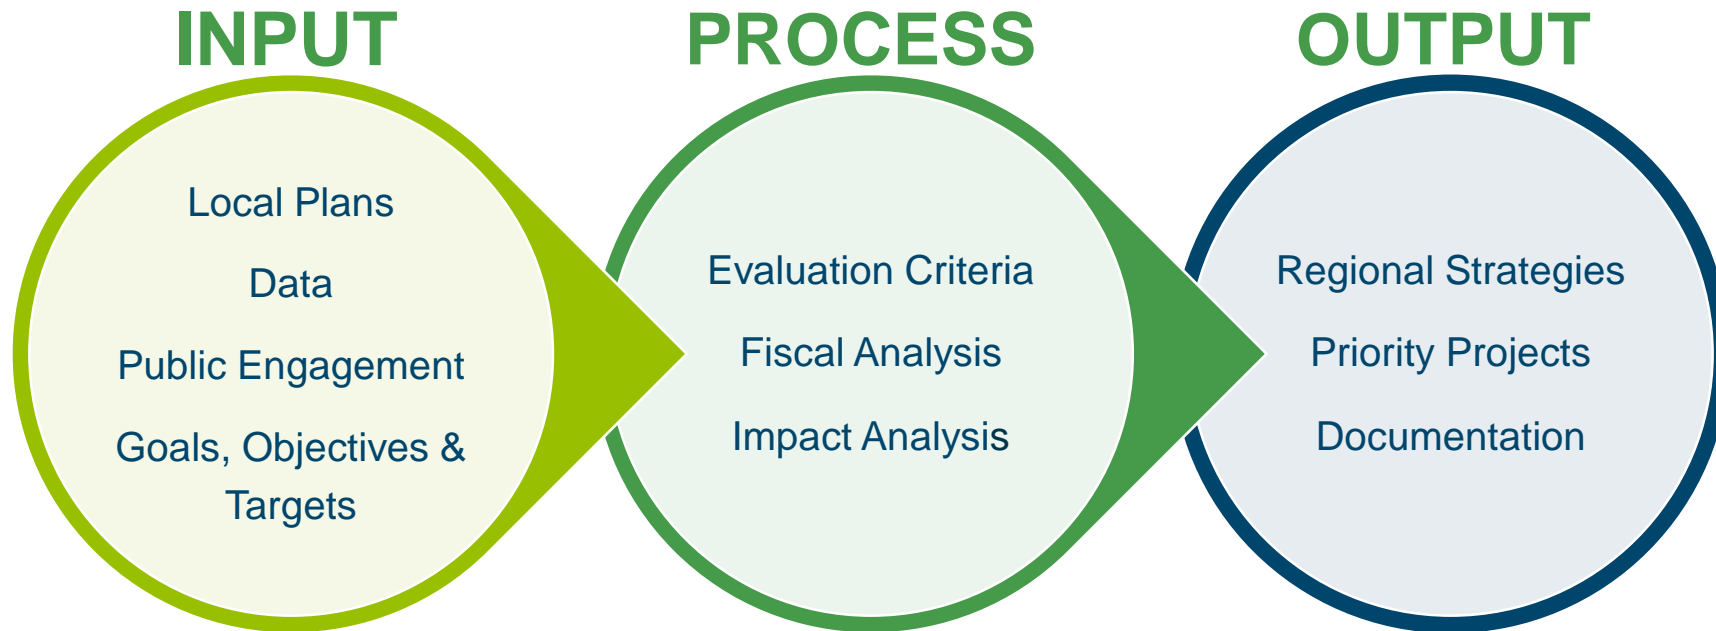 INPUT
PROCESS
OUTPUT
Local Plans
Data
Public Engagement
Goals, Objectives &
Targets
Evaluation Criteria
Fiscal Analysis
Impact Analysis
Regional Strategies
Priority Projects
Documentation